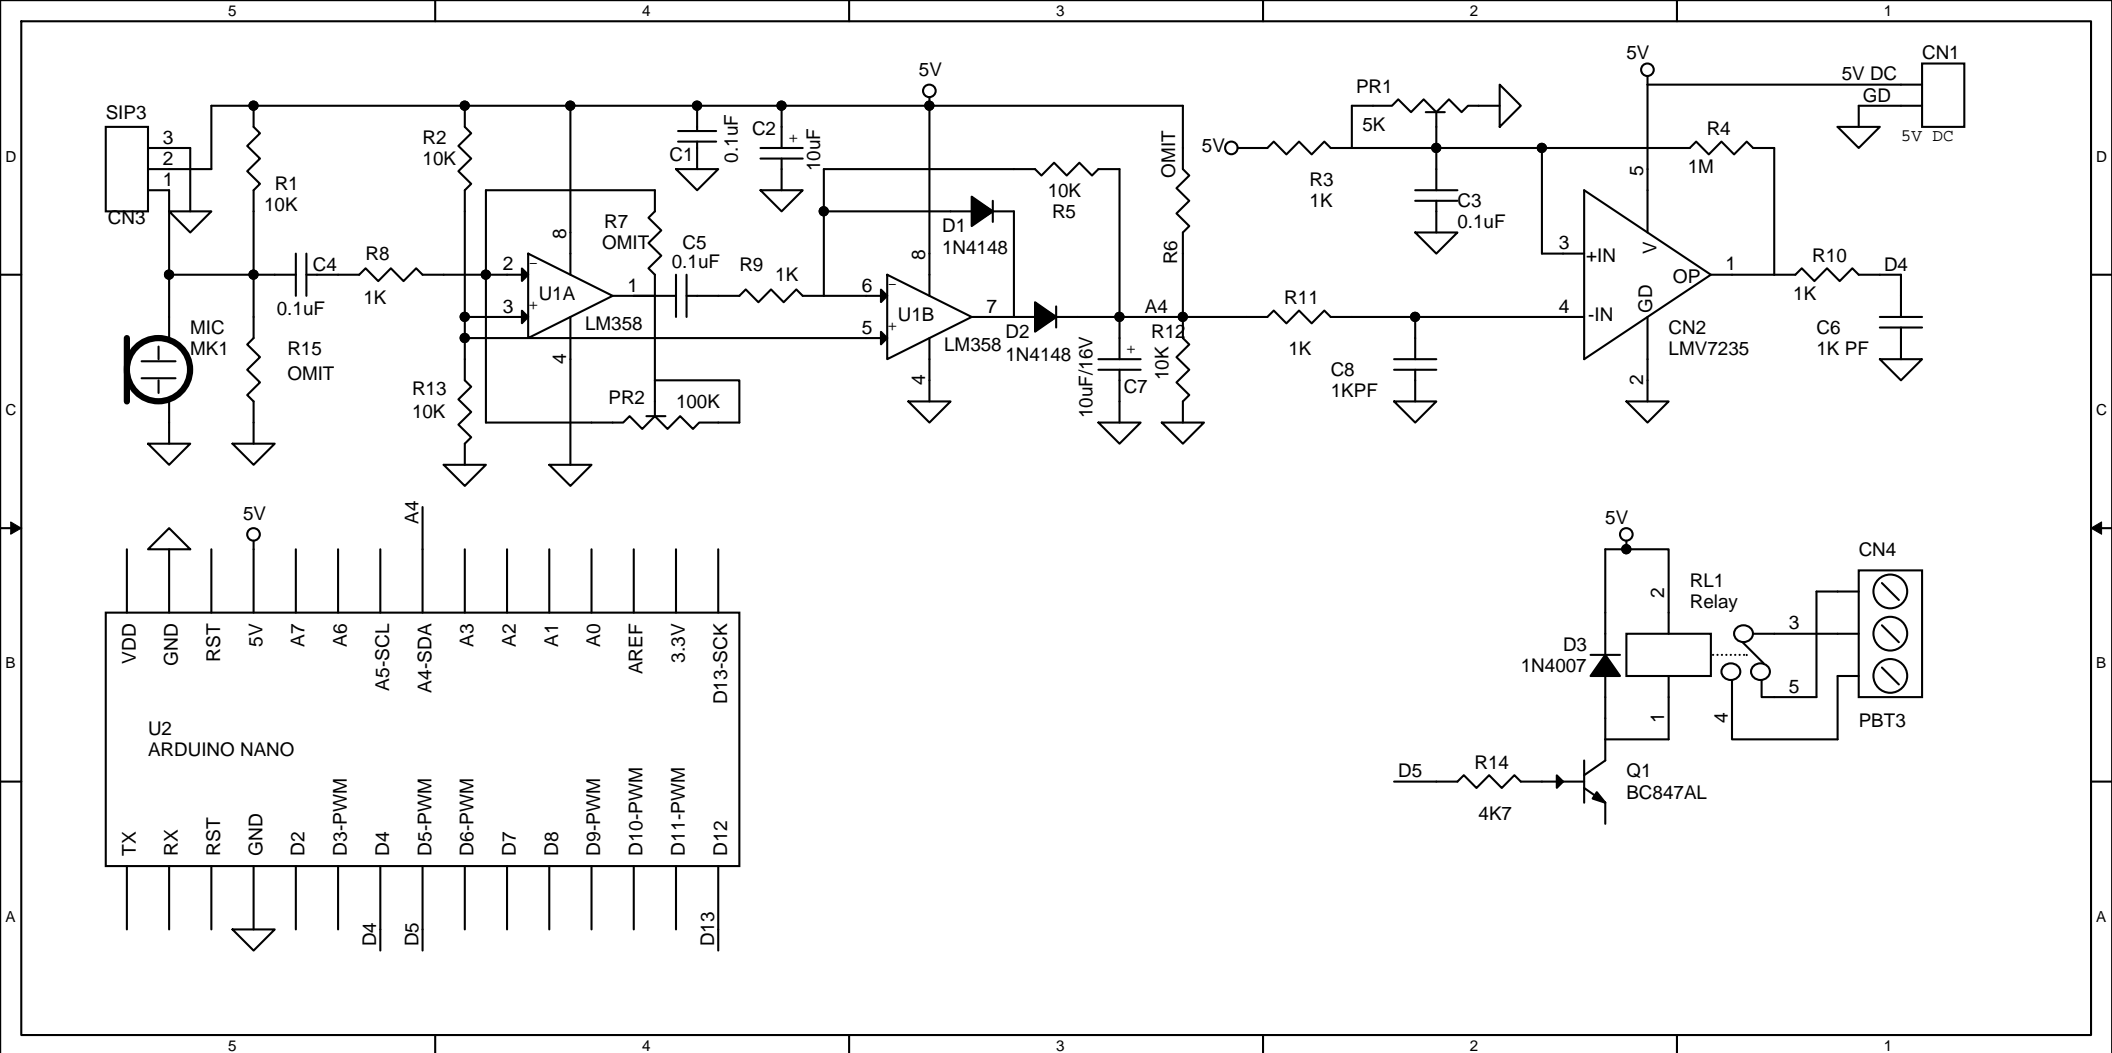 5 4 3 2 1
D
C
B
A
D
C
B
A
SIP3
3
2
1
CN3
R1
10K
MIC
MK1
R15
OMIT
C4
0.1uF
R8
1K
R2
10K
R13
10K
2
3
8
4
1
-
+
U1A
LM358
R7
OMIT
PR2
100K
C1
0.1uF
C2
+
10uF
C5
0.1uF
R9
1K
5V
6
5
8
4
7
-
+
U1B
LM358
D1
1N4148
10K
R5
D2
1N4148
A4
OMIT
R6
R12
10K
10uF/16V
+
C7
5V
R3
1K
PR1
5K
C3
0.1uF
R11
1K
C8
1KPF
5V
5
3
4
2
1
+IN
-IN
V
GD
OP
CN2
LMV7235
R4
1M
R10
1K
D4
C6
1K PF
CN1
5V DC
GD
5V DC
5V
A4
VDD
GND
RST
5V
A7
A6
A5-SCL
A4-SDA
A3
A2
A1
A0
AREF
3.3V
D13-SCK
U2
ARDUINO NANO
TX
RX
RST
GND
D2
D3-PWM
D4
D5-PWM
D6-PWM
D7
D8
D9-PWM
D10-PWM
D11-PWM
D12
D4
D5
D13
5V
2
1
RL1
Relay
D3
1N4007
3
5
4
CN4
PBT3
D5
R14
4K7
Q1
BC847AL
5 4 3 2 1